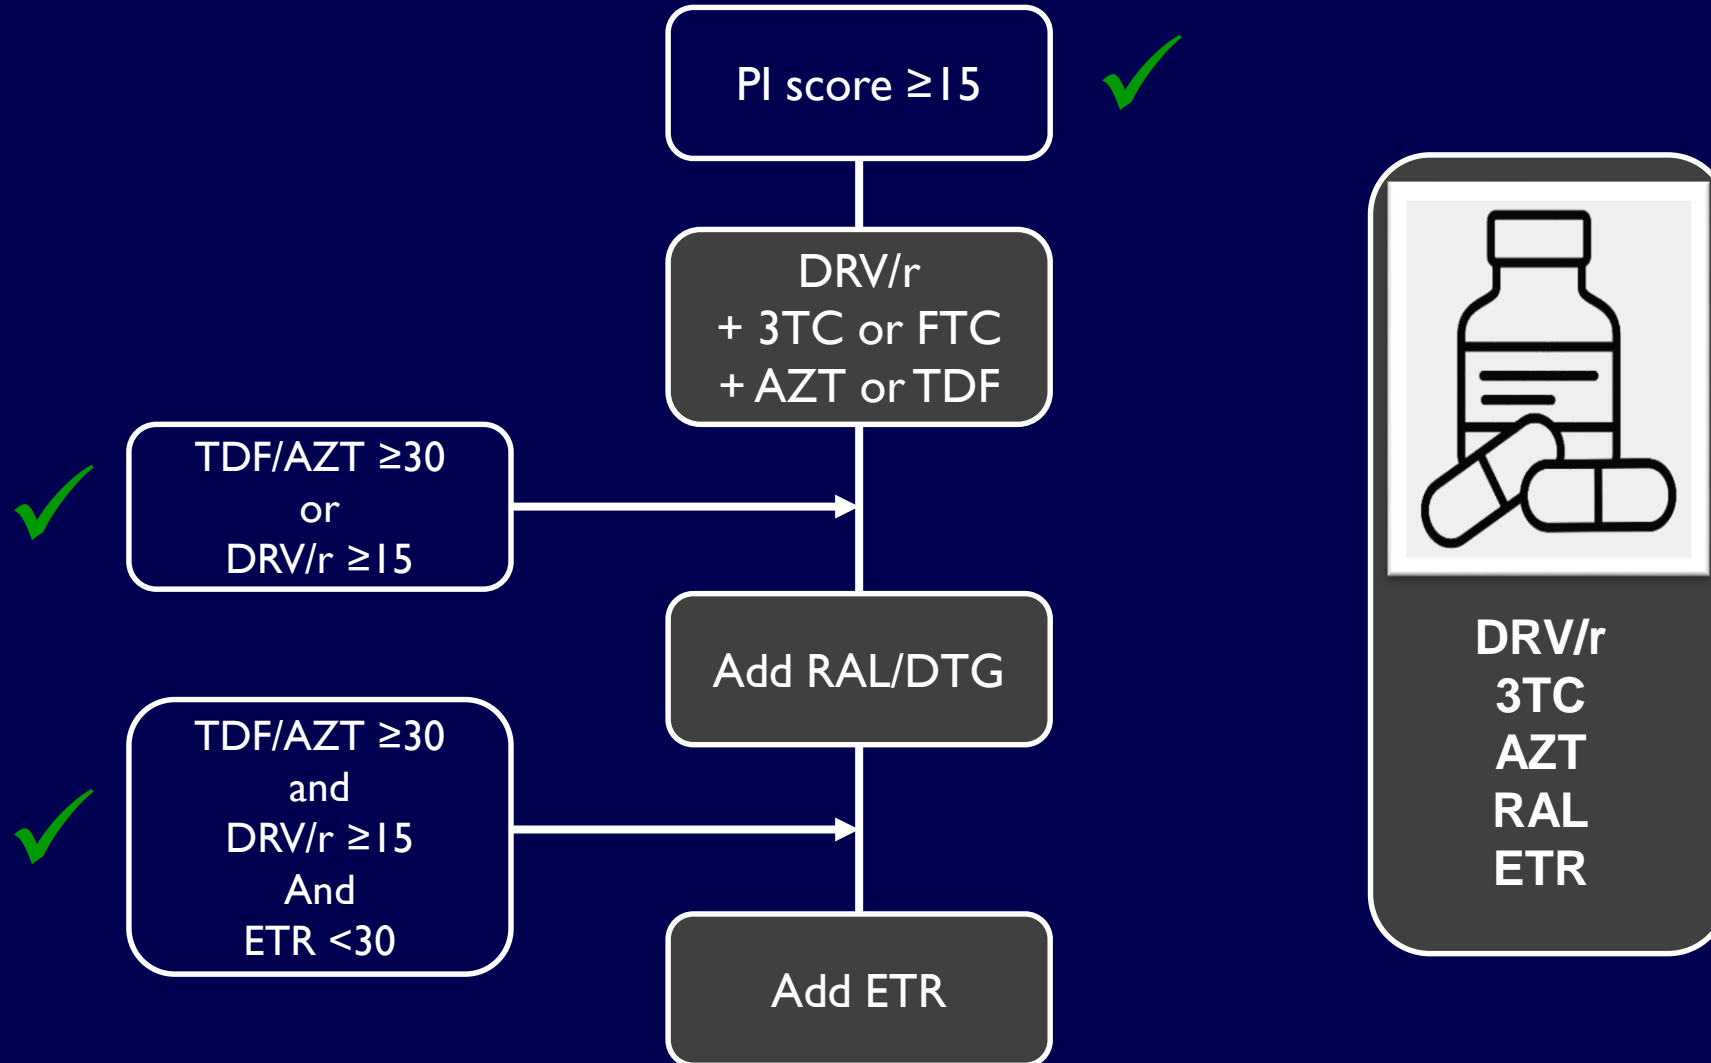 PI score ≥15
DRV/r
+ 3TC or FTC
+ AZT or TDF
TDF/AZT ≥30
or
DRV/r ≥15
Add RAL/DTG
TDF/AZT ≥30
and
DRV/r ≥15
And
ETR <30
Add ETR
DRV/r
3TC
AZT
RAL
ETR